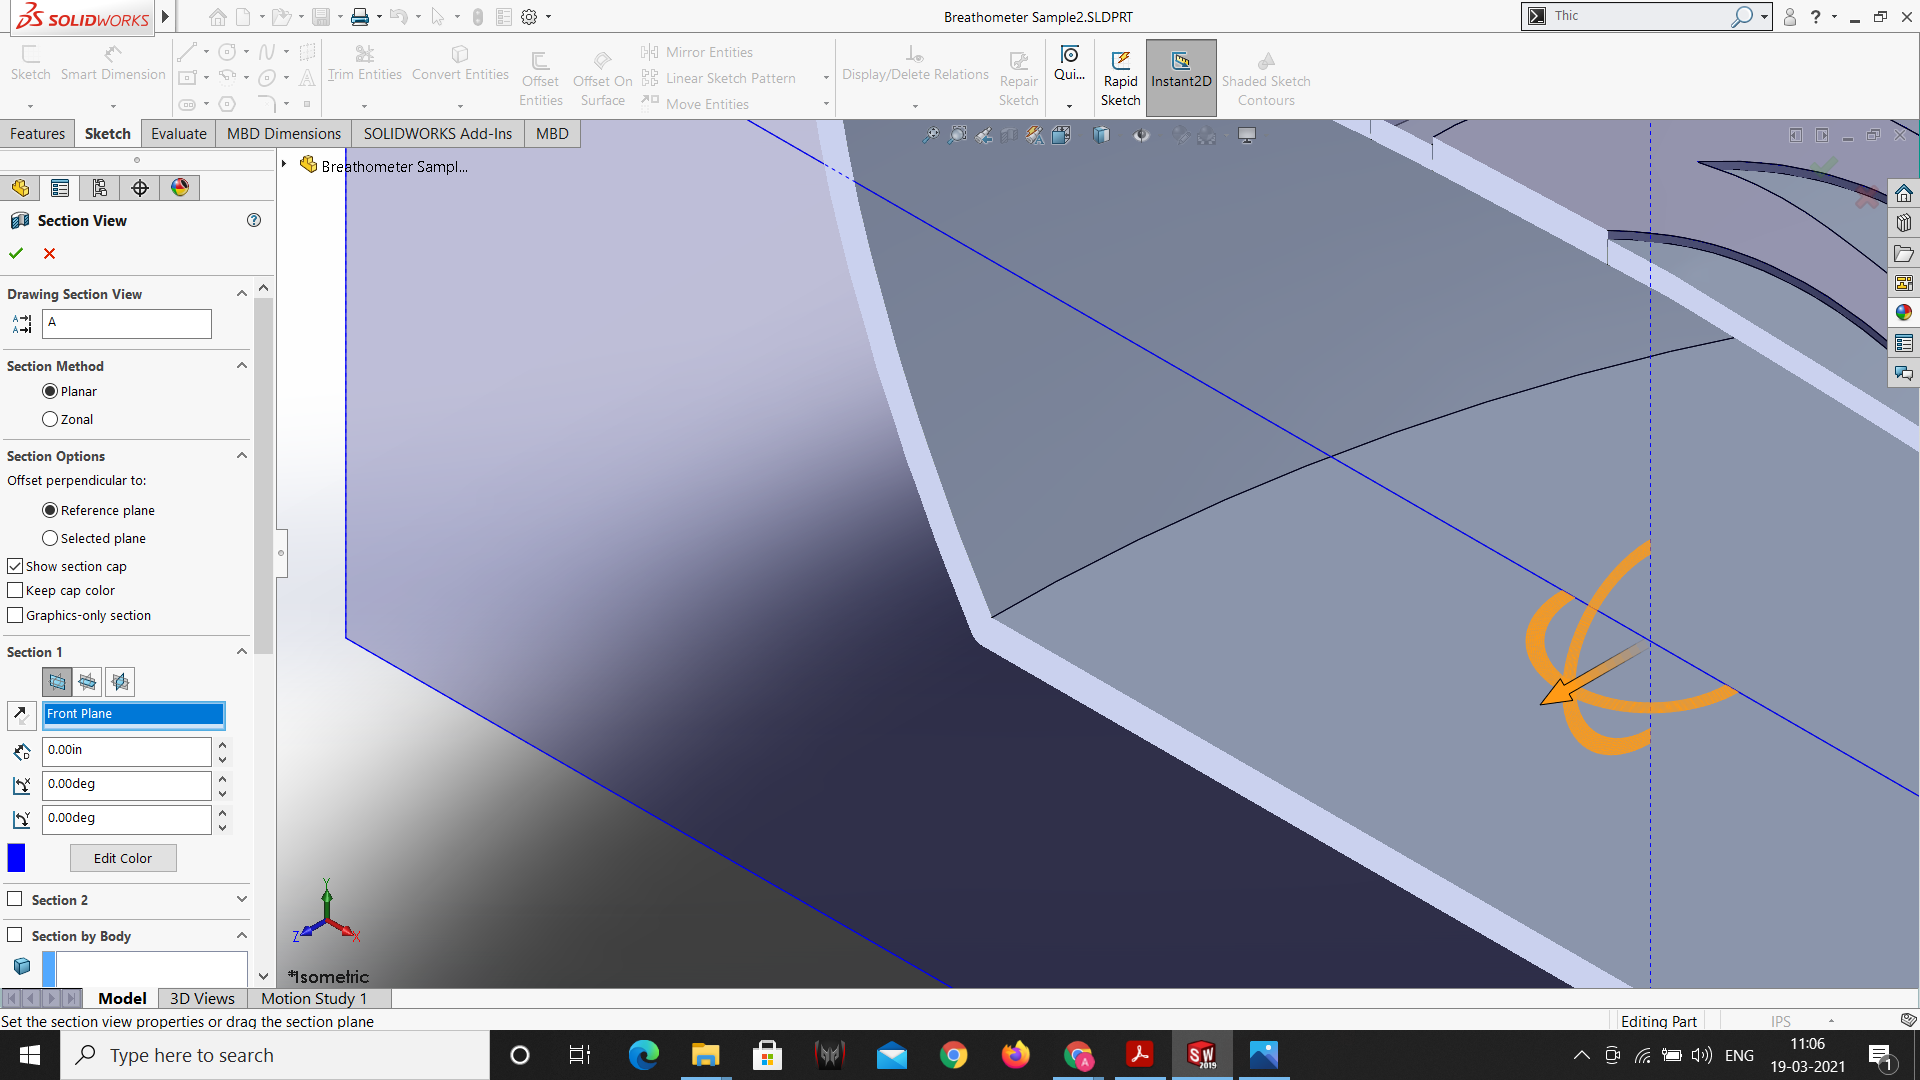 SOLIDWORKS
Breathometer Sample2.SLDPRT
Thic
Sketch
Smart Dimension
Trim Entities
Convert Entities
Offset Entities
Offset On Surface
Mirror Entities
Linear Sketch Pattern
Move Entities
Display/Delete Relations
Repair Sketch
Qui...
Rapid Sketch
Instant2D
Shaded Sketch Contours
Features
Sketch
Evaluate
MBD Dimensions
SOLIDWORKS Add-Ins
MBD
Breathometer Sampl...
Section View
Drawing Section View
A
Section Method
Planar
Zonal
Section Options
Offset perpendicular to:
Reference plane
Selected plane
Show section cap
Keep cap color
Graphics-only section
Section 1
Front Plane
0.00in
0.00deg
0.00deg
Edit Color
Section 2
Section by Body
Y
Z
X
*Isometric
Model
3D Views
Motion Study 1
Set the section view properties or drag the section plane
Editing Part
IPS
Type here to search
SW
2019
ENG
11:06
19-03-2021
1